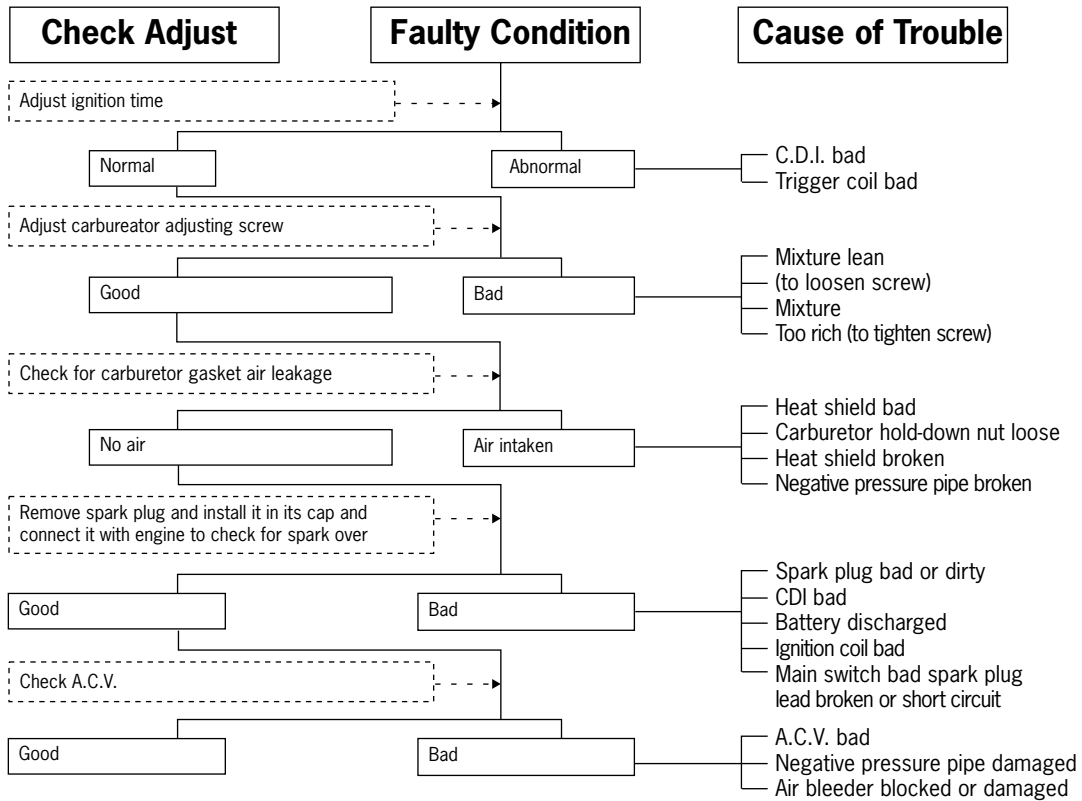 Check Adjust
Faulty Condition
Cause of Trouble
Adjust ignition time
Normal
Abnormal
C.D.I. bad
Trigger coil bad
Adjust carbureator adjusting screw
Good
Bad
Mixture lean
(to loosen screw)
Mixture
Too rich (to tighten screw)
Check for carburetor gasket air leakage
No air
Air intaken
Heat shield bad
Carburetor hold-down nut loose
Heat shield broken
Negative pressure pipe broken
Remove spark plug and install it in its cap and
connect it with engine to check for spark over
Good
Bad
Spark plug bad or dirty
CDI bad
Battery discharged
Ignition coil bad
Main switch bad spark plug
lead broken or short circuit
Check A.C.V.
Good
Bad
A.C.V. bad
Negative pressure pipe damaged
Air bleeder blocked or damaged